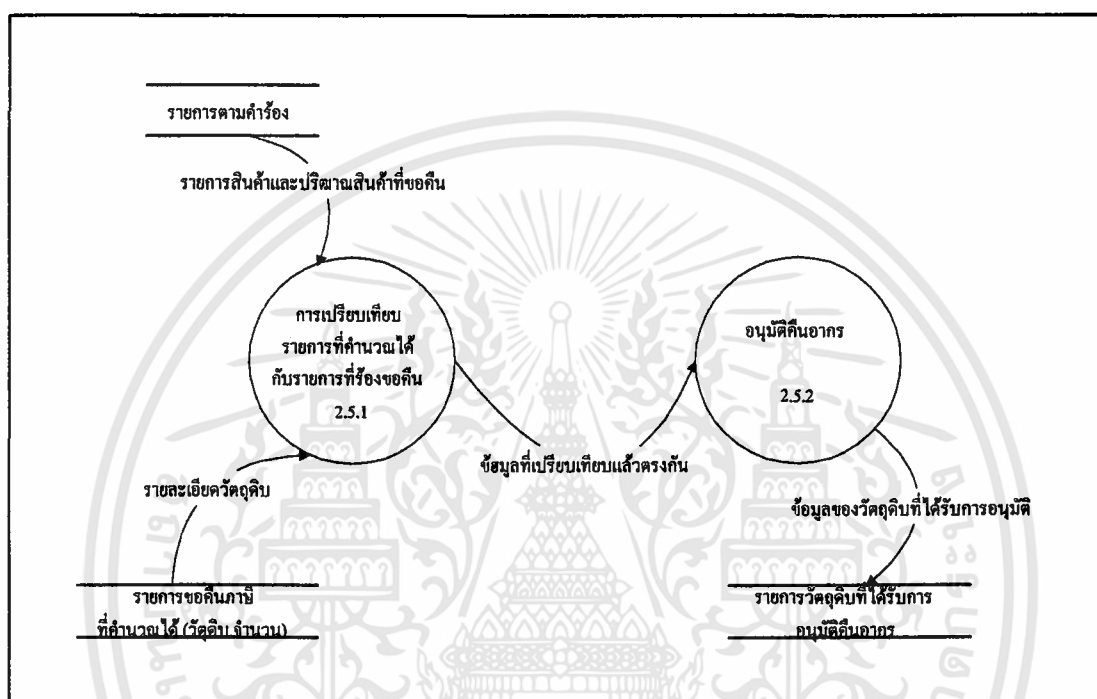 รายการตามคำร้อง
รายการสินค้าและปริฒาณสินค้าที่ขอคืน
การเปรียบเทียบ
รายการที่คำนวณได้
กับรายการที่ร้องขอคืน
2.5.1
อนุมัติคืนอากร
2.5.2
ข้อมูลที่เปรียบเทียบแล้วตรงกัน
รายละเอียดวัตถุดิบ
ข้อมูลของวัตถุดิบที่ได้รับการอนุมัติ
รายการขอคืนภาษี
ที่คำนวณได้ (วัตุดิบ จำนวน)
รายการวัตถุดิบที่ได้รับการ
อนุมัติคืนอากร